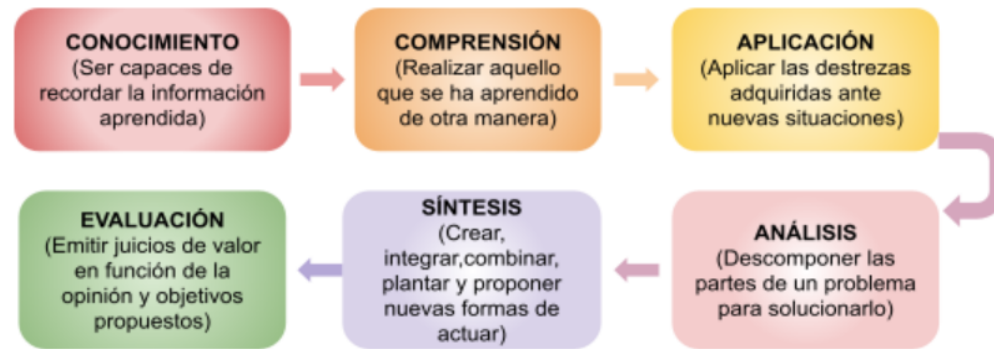 CONOCIMIENTO
(Ser capaces de
recordar la información
aprendida)
COMPRENSIÓN
(Realizar aquello
que se ha aprendido
de otra manera)
APLICACIÓN
(Aplicar las destrezas
adquiridas ante
nuevas situaciones)
ANÁLISIS
(Descomponer las
partes de un problema
para solucionarlo)
SÍNTESIS
(Crear,
integrar,combinar,
plantar y proponer
nuevas formas de
actuar)
EVALUACIÓN
(Emitir juicios de valor
en función de la
opinión y objetivos
propuestos)